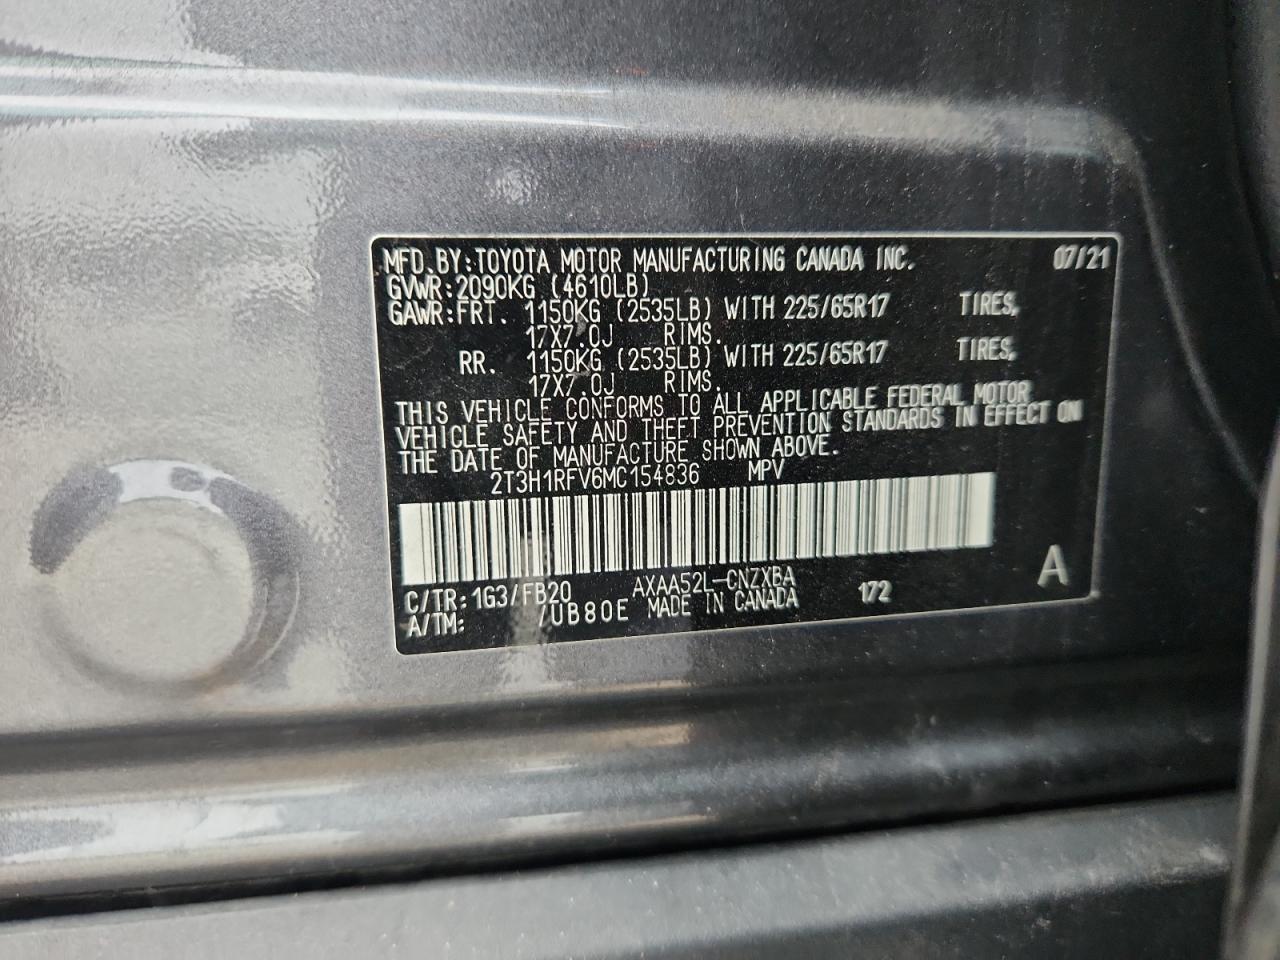 MFD.BY:TOYOTA MOTOR MANUFACTURING CANADA INC. 07/21
GVWR:2090KG (4610LB)
GAWR:FRT. 1150KG (2535LB) WITH 225/65R17 TIRES,
17X7.0J RIMS.
RR. 1150KG (2535LB) WITH 225/65R17 TIRES,
17X7.0J RIMS.
THIS VEHICLE CONFORMS TO ALL APPLICABLE FEDERAL MOTOR
VEHICLE SAFETY AND THEFT PREVENTION STANDARDS IN EFFECT ON
THE DATE OF MANUFACTURE SHOWN ABOVE.
2T3H1RFV6MC154836 MPV
C/TR:1G3/FB20 AXAA52L-CNZXBA 172 A
A/TM: /UB80E MADE IN CANADA